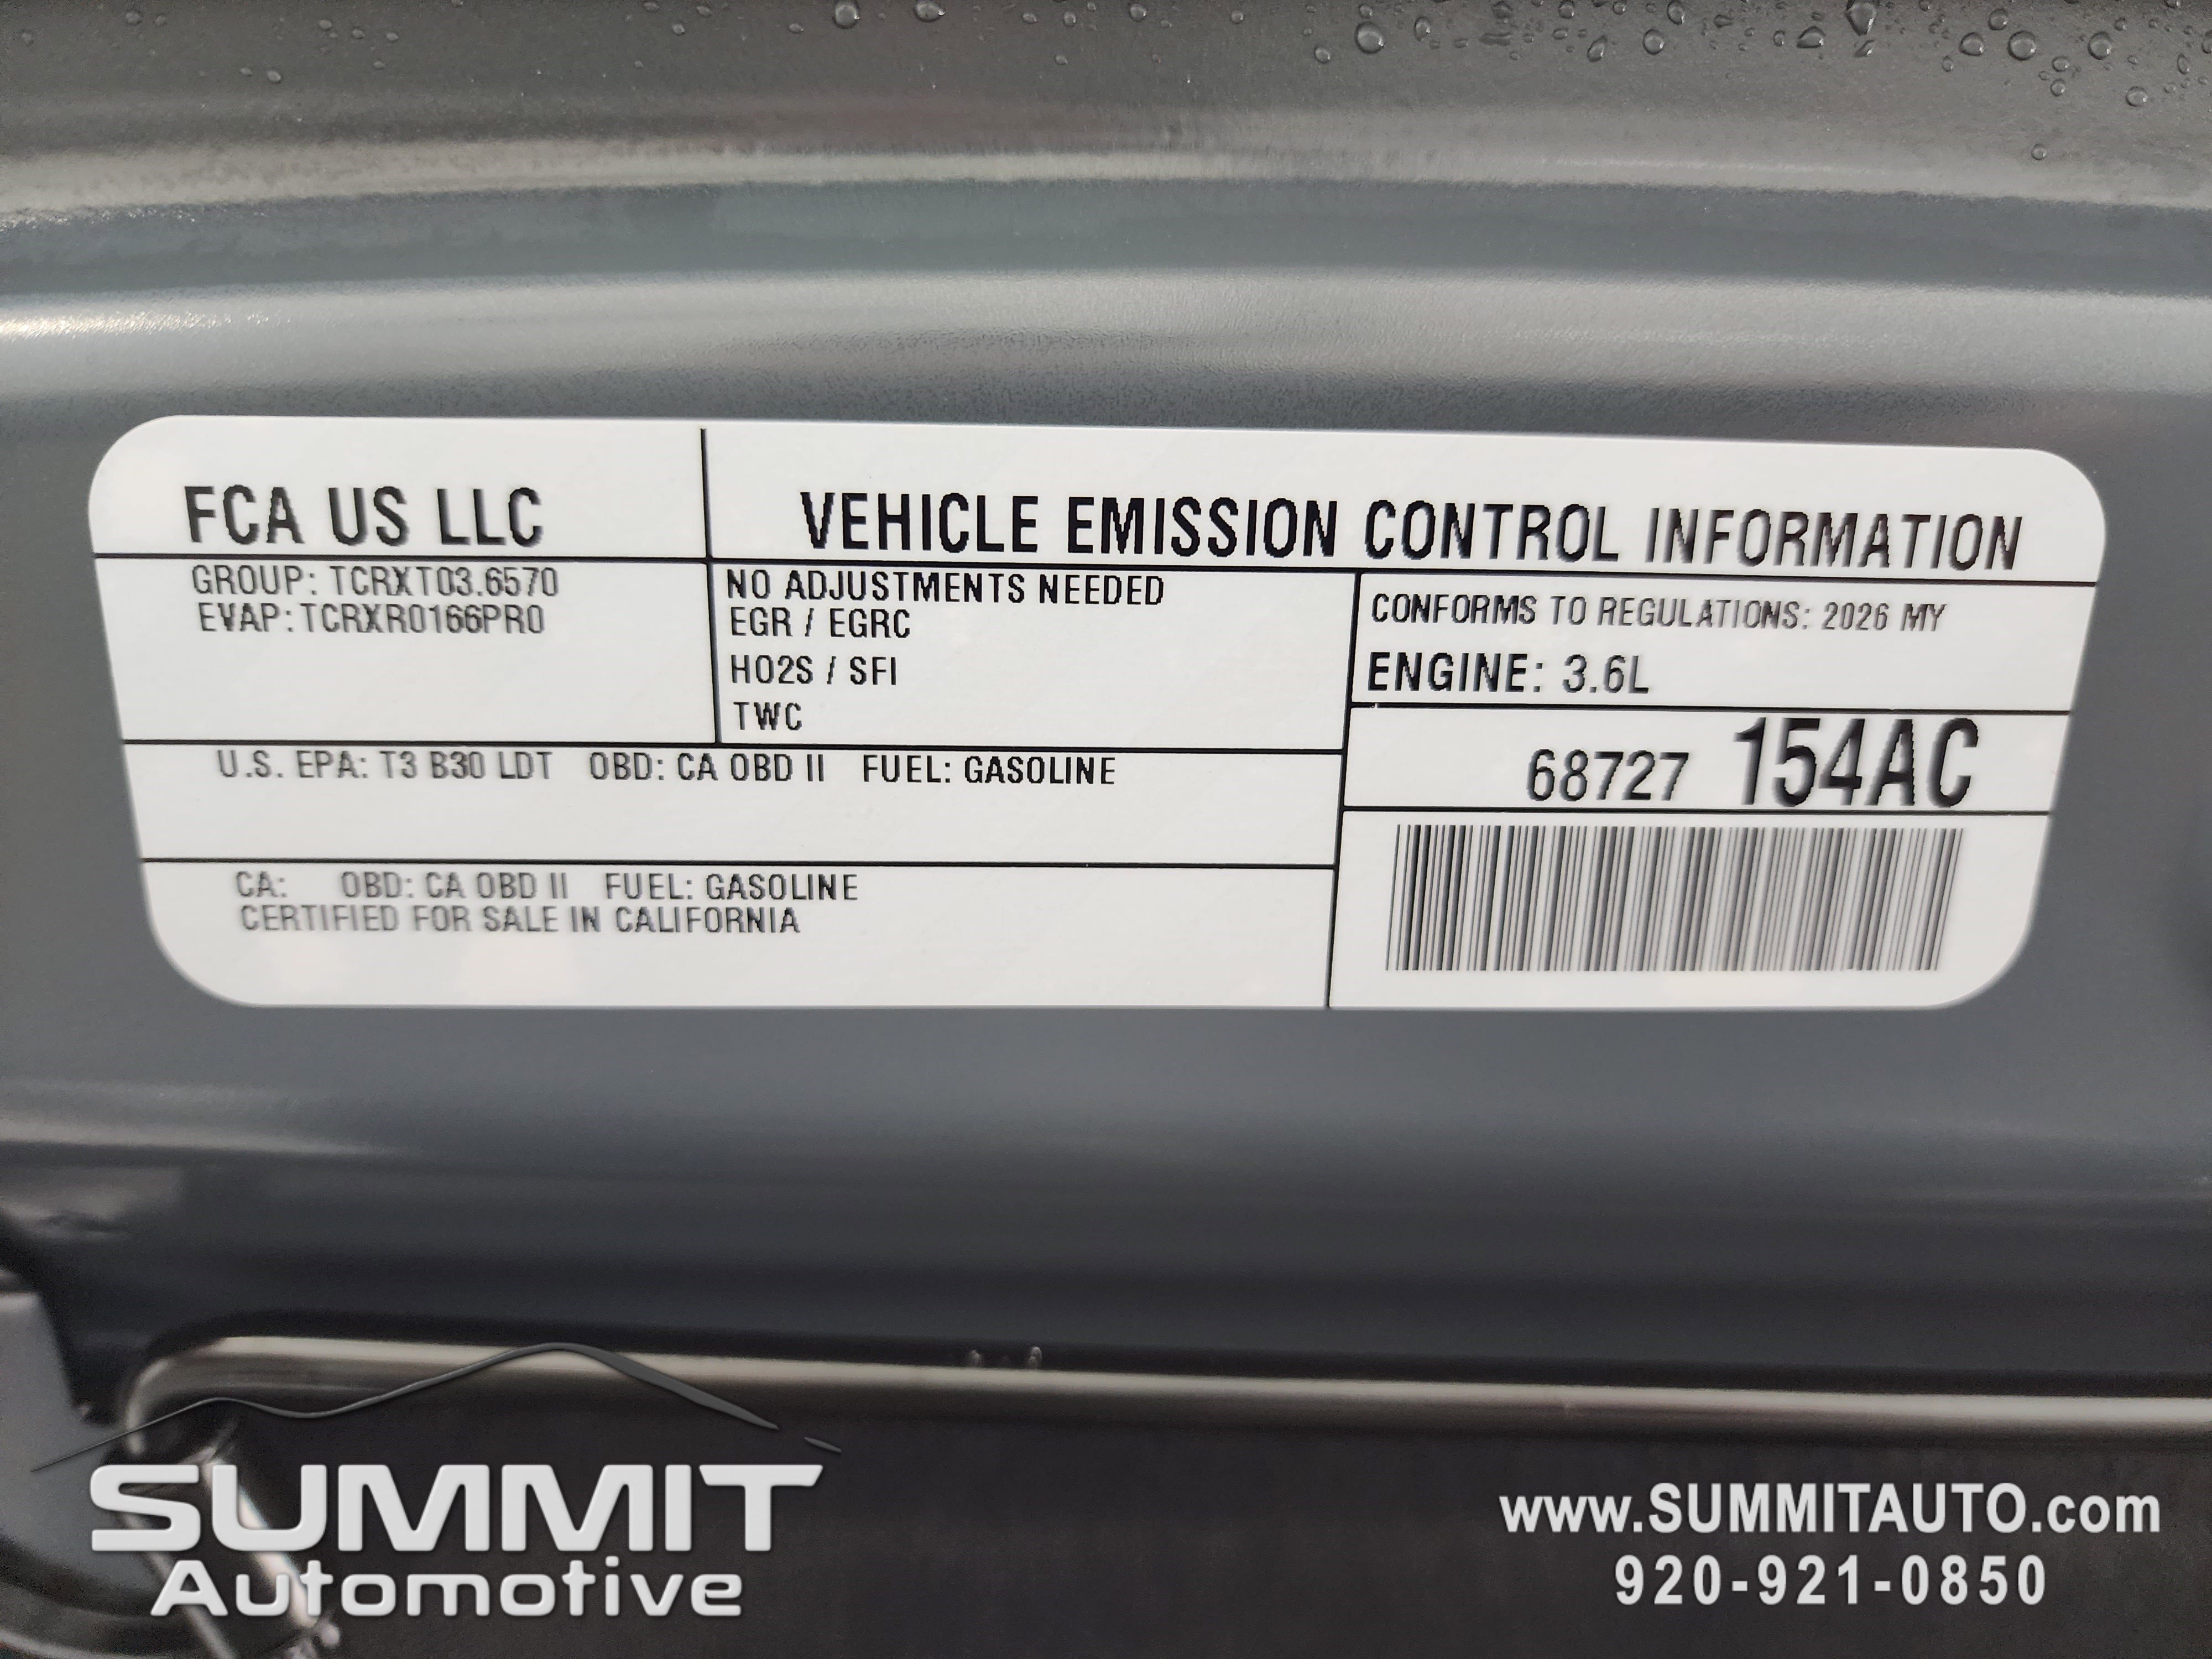 FCA US LLC
VEHICLE EMISSION CONTROL INFORMATION
GROUP: TCRXT03.6570
EVAP: TCRXR0166PR0
NO ADJUSTMENTS NEEDED
EGR / EGRC
HO2S / SFI
TWC
CONFORMS TO REGULATIONS: 2026 MY
ENGINE: 3.6L
68727 154AC
U.S. EPA: T3 B30 LDT OBD: CA OBD II FUEL: GASOLINE
CA: OBD: CA OBD II FUEL: GASOLINE
CERTIFIED FOR SALE IN CALIFORNIA
SUMMIT
Automotive
www.SUMMITAUTO.com
920-921-0850